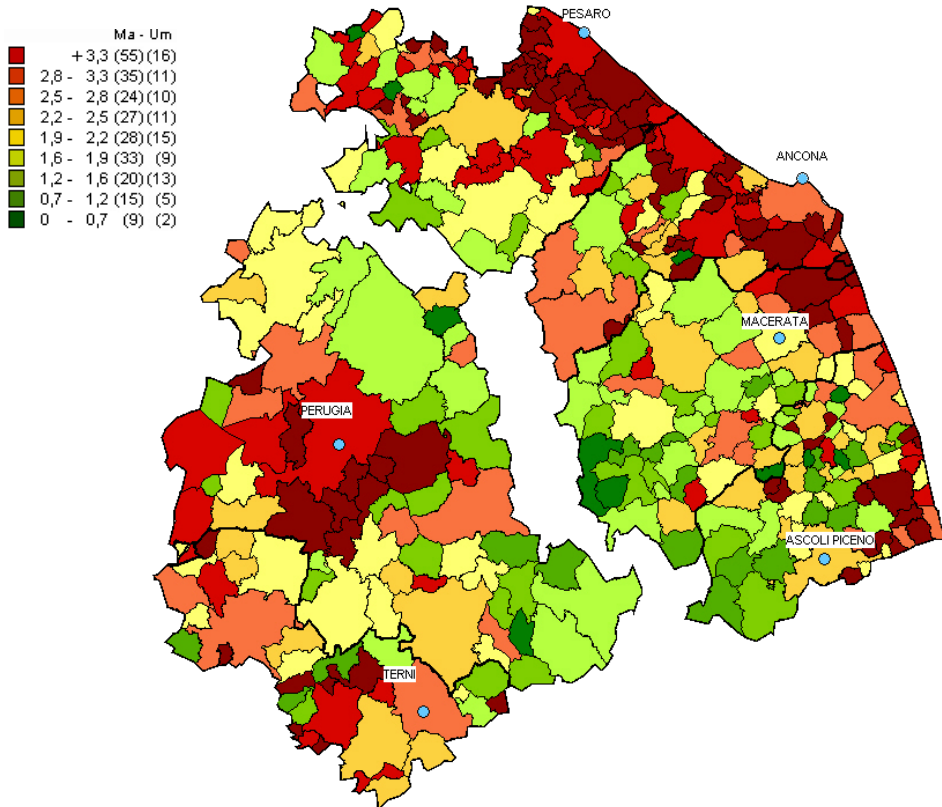 Ma - Um
+ 3,3 (55) (16)
2,8 - 3,3 (35) (11)
2,5 - 2,8 (24) (10)
2,2 - 2,5 (27) (11)
1,9 - 2,2 (28) (15)
1,6 - 1,9 (33) (9)
1,2 - 1,6 (20) (13)
0,7 - 1,2 (15) (5)
0 - 0,7 (9) (2)
PESARO
ANCONA
MACERATA
PERUGIA
ASCOLI PICENO
TERNI